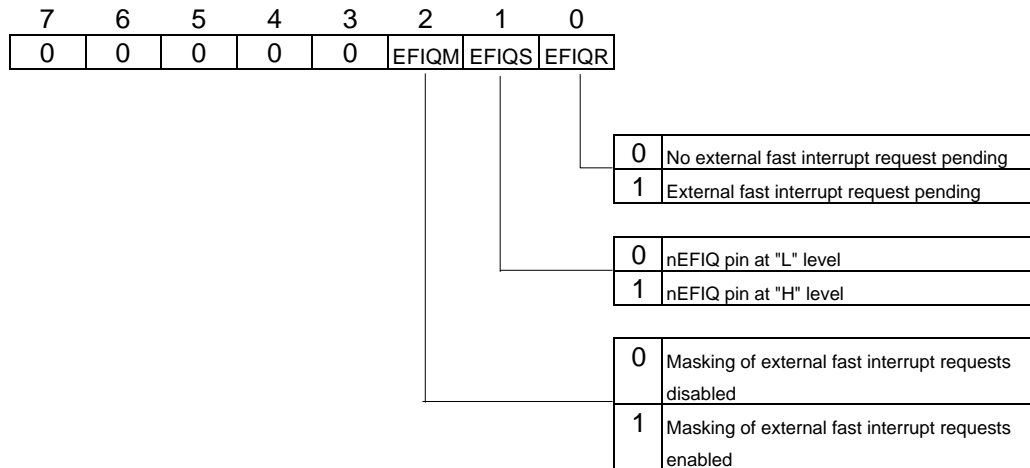 7 6 5 4 3 2 1 0
0 0 0 0 0 EFIQM EFIQS EFIQR
0 No external fast interrupt request pending
1 External fast interrupt request pending
0 nEFIQ pin at "L" level
1 nEFIQ pin at "H" level
0 Masking of external fast interrupt requests
disabled
1 Masking of external fast interrupt requests
enabled